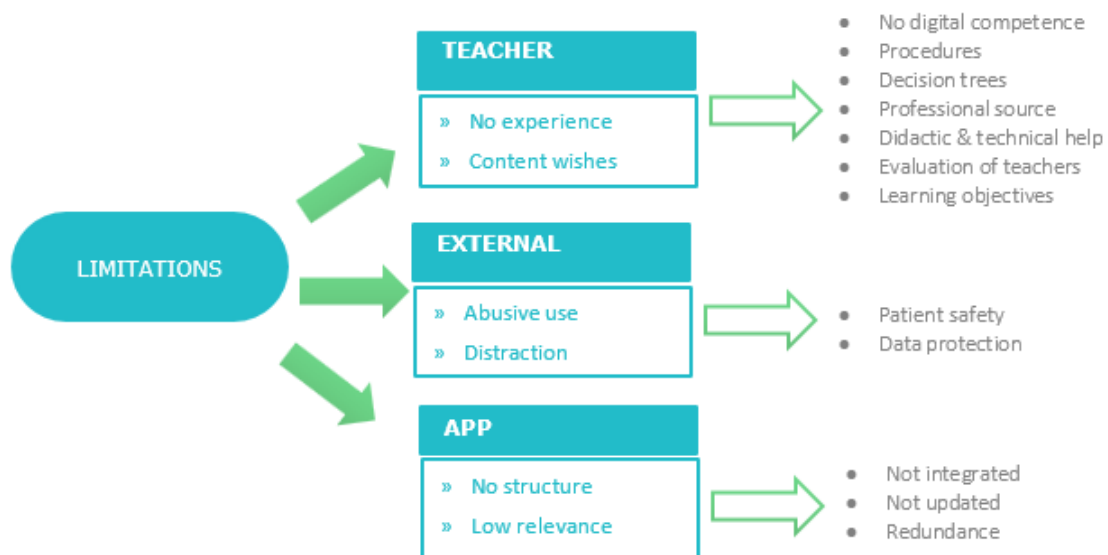 LIMITATIONS
TEACHER
» No experience
» Content wishes
● No digital competence
● Procedures
● Decision trees
● Professional source
● Didactic & technical help
● Evaluation of teachers
● Learning objectives
EXTERNAL
» Abusive use
» Distraction
● Patient safety
● Data protection
APP
» No structure
» Low relevance
● Not integrated
● Not updated
● Redundance